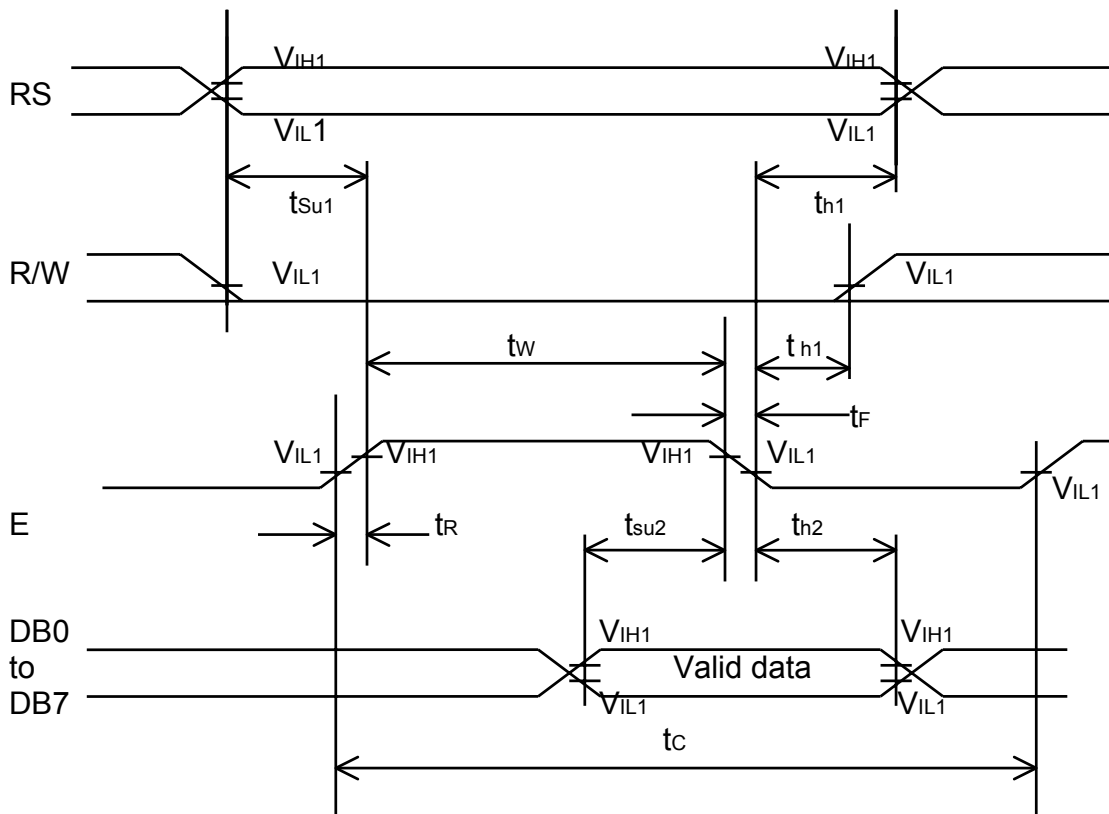 VIH1 VIH1
RS
VIL1 VIL1
tSu1 th1
R/W VIL1 VIL1
tW th1
tF
VIL1 VIH1 VIH1 VIL1
VIL1
E tR tsu2 th2
DB0 VIH1 VIH1
to Valid data
DB7 VIL1 VIL1
tC